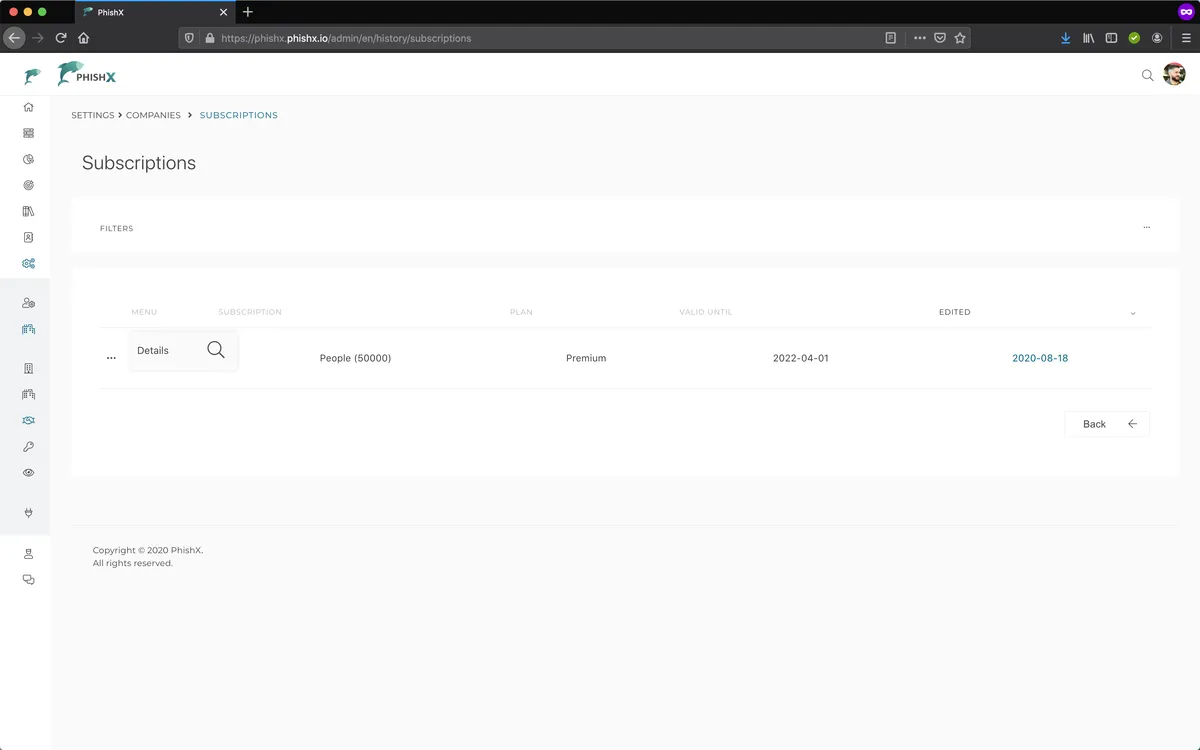 PhishX
https://phishx.phishx.io/admin/en/history/subscriptions
PHISHX
SETTINGS > COMPANIES > SUBSCRIPTIONS
Subscriptions
FILTERS
MENU SUBSCRIPTION PLAN VALID UNTIL EDITED
Details People (50000) Premium 2022-04-01 2020-08-18
Back
Copyright © 2020 PhishX.
All rights reserved.